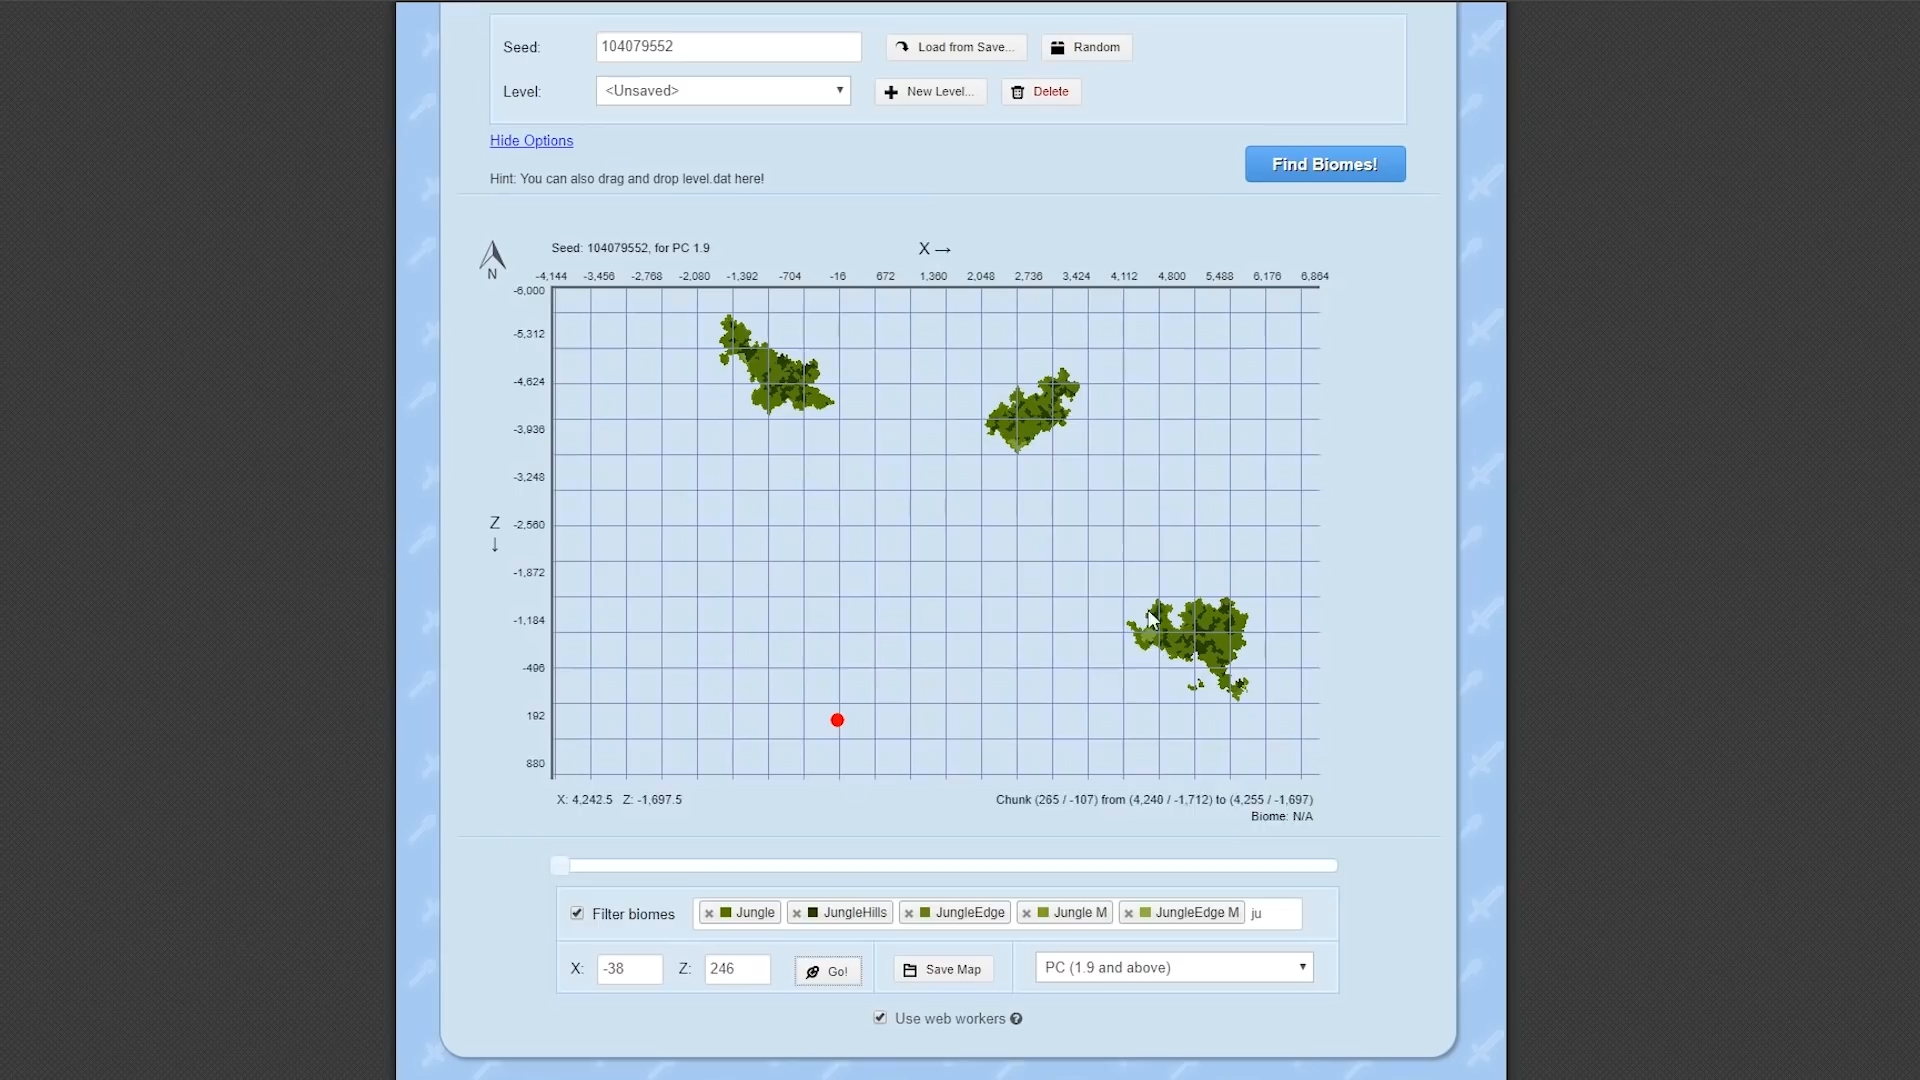 Seed: 104079552 Load from Save... Random
Level: <Unsaved> New Level... Delete
Hide Options
Find Biomes!
Hint: You can also drag and drop level.dat here!
N
Seed: 104079552, for PC 1.9
X →
-4,144 -3,456 -2,768 -2,080 -1,392 -704 -16 672 1,360 2,048 2,736 3,424 4,112 4,800 5,488 6,176 6,864
-6,000
-5,312
-4,624
-3,936
-3,248
Z
↓
-2,560
-1,872
-1,184
-496
192
880
X: 4,242.5 Z: -1,697.5
Chunk (265 / -107) from (4,240 / -1,712) to (4,255 / -1,697)
Biome: N/A
Filter biomes × Jungle × JungleHills × JungleEdge × Jungle M × JungleEdge M ju
X: -38 Z: 246 Go! Save Map PC (1.9 and above)
Use web workers ?